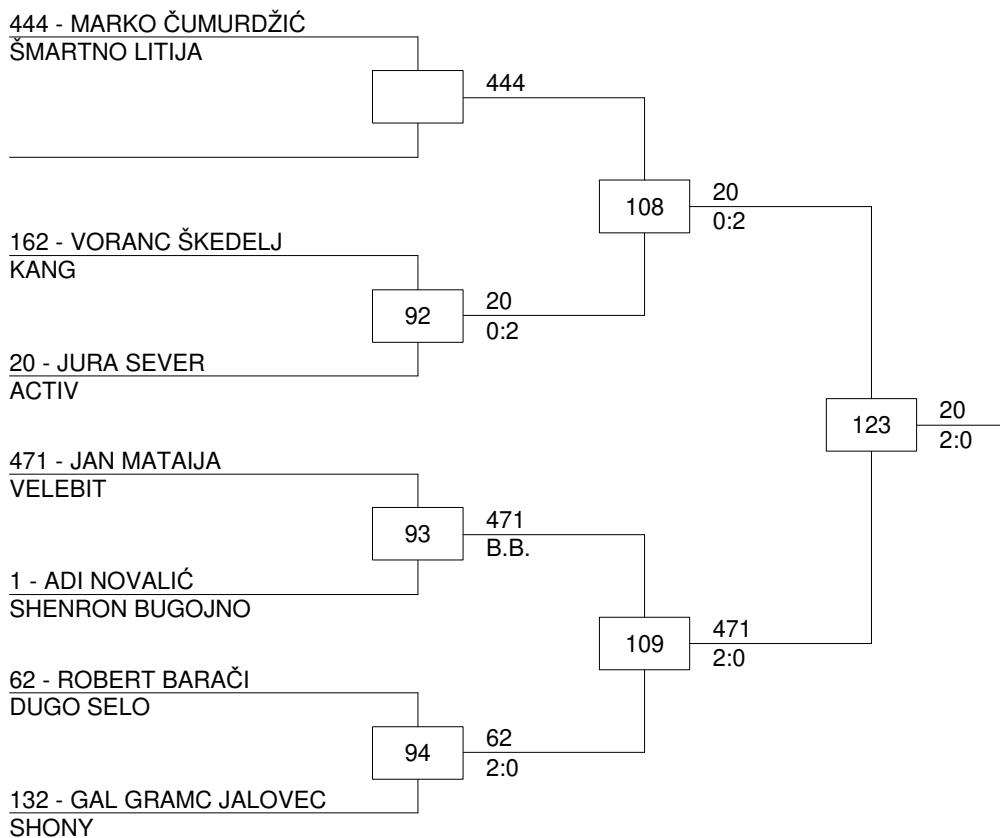 444 - MARKO ČUMURDŽIĆ
ŠMARTNO LITIJA
444
108
20
0:2
162 - VORANC ŠKEDELJ
KANG
92
20
0:2
20 - JURA SEVER
ACTIV
123
20
2:0
471 - JAN MATAIJA
VELEBIT
93
471
B.B.
1 - ADI NOVALIĆ
SHENRON BUGOJNO
109
471
2:0
62 - ROBERT BARAČI
DUGO SELO
94
62
2:0
132 - GAL GRAMC JALOVEC
SHONY